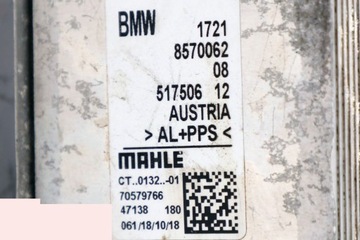 BMW 1721
8570062
08
517506 12
AUSTRIA
> AL+PPS <
MAHLE
CT..0132..-01
70579766
47138 180
061/18/10/18